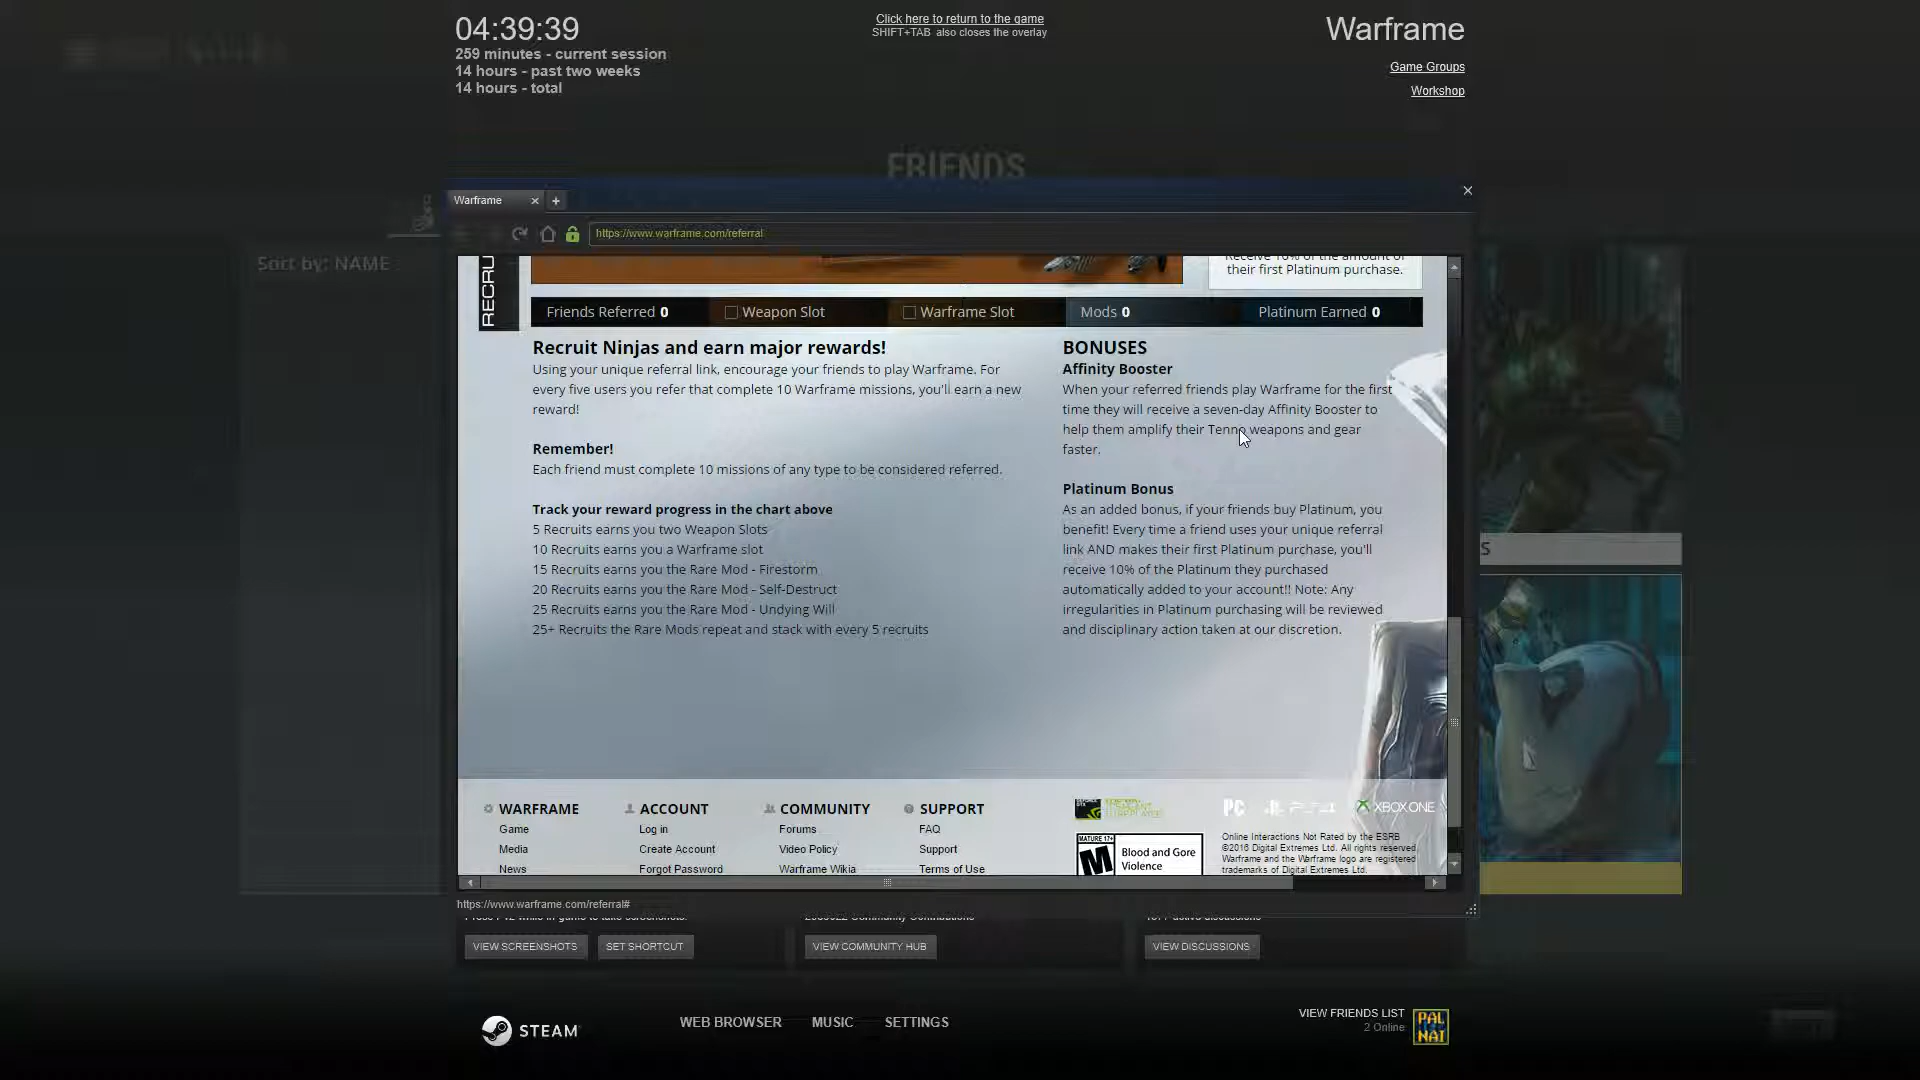 04:39:39
259 minutes - current session
14 hours - past two weeks
14 hours - total
Click here to return to the game
SHIFT+TAB also closes the overlay
Warframe
Game Groups
Workshop
FRIENDS
Sort by: NAME
Warframe
https://www.warframe.com/referral
RECRU
Receive 10% of the amount of
their first Platinum purchase.
Friends Referred 0
Weapon Slot
Warframe Slot
Mods 0
Platinum Earned 0
Recruit Ninjas and earn major rewards!
Using your unique referral link, encourage your friends to play Warframe. For
every five users you refer that complete 10 Warframe missions, you'll earn a new
reward!
Remember!
Each friend must complete 10 missions of any type to be considered referred.
Track your reward progress in the chart above
5 Recruits earns you two Weapon Slots
10 Recruits earns you a Warframe slot
15 Recruits earns you the Rare Mod - Firestorm
20 Recruits earns you the Rare Mod - Self-Destruct
25 Recruits earns you the Rare Mod - Undying Will
25+ Recruits the Rare Mods repeat and stack with every 5 recruits
BONUSES
Affinity Booster
When your referred friends play Warframe for the first
time they will receive a seven-day Affinity Booster to
help them amplify their Tenno weapons and gear
faster.
Platinum Bonus
As an added bonus, if your friends buy Platinum, you
benefit! Every time a friend uses your unique referral
link AND makes their first Platinum purchase, you'll
receive 10% of the Platinum they purchased
automatically added to your account!! Note: Any
irregularities in Platinum purchasing will be reviewed
and disciplinary action taken at our discretion.
S
WARFRAME
Game
Media
News
ACCOUNT
Log in
Create Account
Forgot Password
COMMUNITY
Forums
Video Policy
Warframe Wikia
SUPPORT
FAQ
Support
Terms of Use
PC
PS4
XBOX ONE
MATURE 17+
M
Blood and Gore
Violence
Online Interactions Not Rated by the ESRB
©2016 Digital Extremes Ltd. All rights reserved.
Warframe and the Warframe logo are registered
trademarks of Digital Extremes Ltd.
https://www.warframe.com/referral#
VIEW SCREENSHOTS
SET SHORTCUT
VIEW COMMUNITY HUB
VIEW DISCUSSIONS
STEAM
WEB BROWSER
MUSIC
SETTINGS
VIEW FRIENDS LIST
2 Online
PAL
NAI